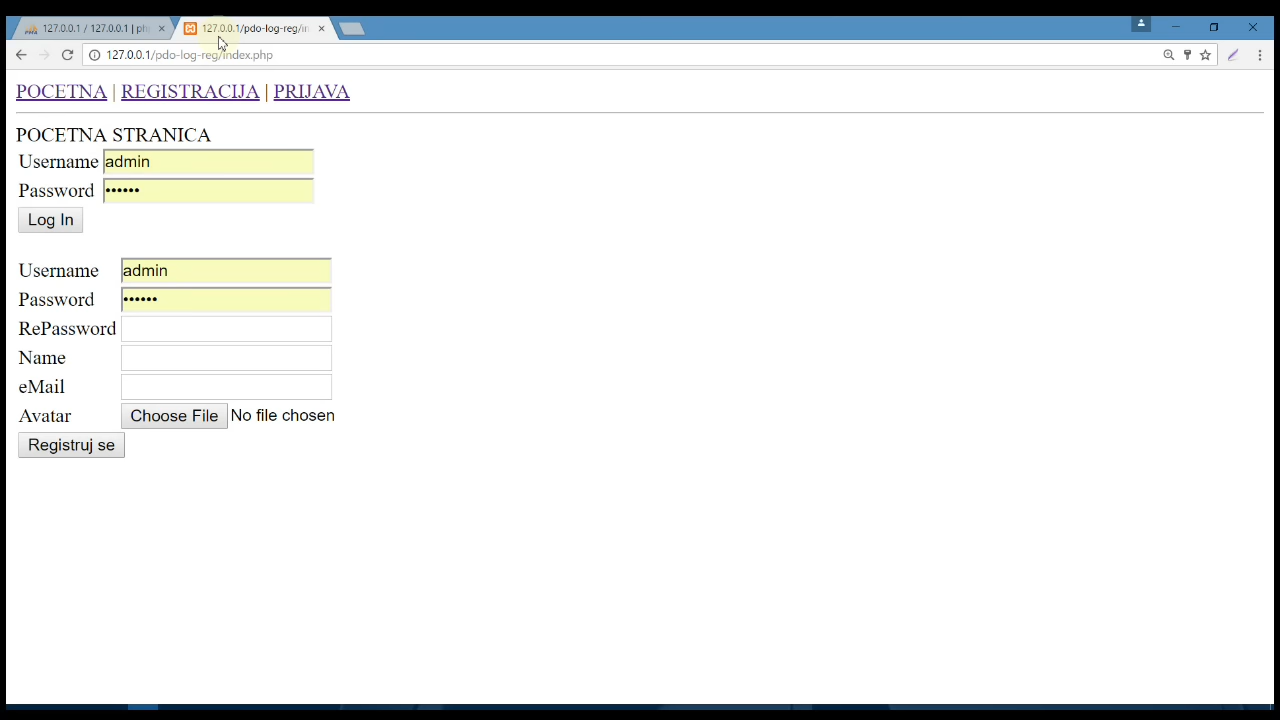 127.0.0.1 / 127.0.0.1 | ph
127.0.0.1/pdo-log-reg/in
127.0.0.1/pdo-log-reg/index.php
POCETNA | REGISTRACIJA | PRIJAVA
POCETNA STRANICA
Username admin
Password ••••••
Log In
Username admin
Password ••••••
RePassword
Name
eMail
Avatar Choose File No file chosen
Registruj se